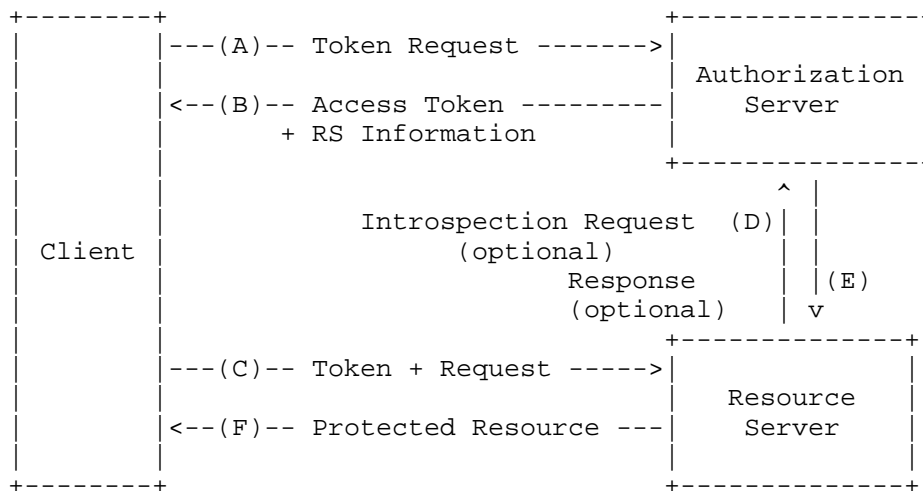 +--------+                               +---------------
|        |---(A)-- Token Request ------->|
|        |                               | Authorization
|        |<--(B)-- Access Token ---------|    Server
|        |      + RS Information         |
|        |                               +---------------
|        |                                      ^ |
|        |            Introspection Request  (D)| |
| Client |                  (optional)          | |
|        |                         Response     | |(E)
|        |                         (optional)   | v
|        |                               +--------------+
|        |---(C)-- Token + Request ----->|              |
|        |                               |   Resource   |
|        |<--(F)-- Protected Resource ---|    Server    |
|        |                               |              |
+--------+                               +--------------+